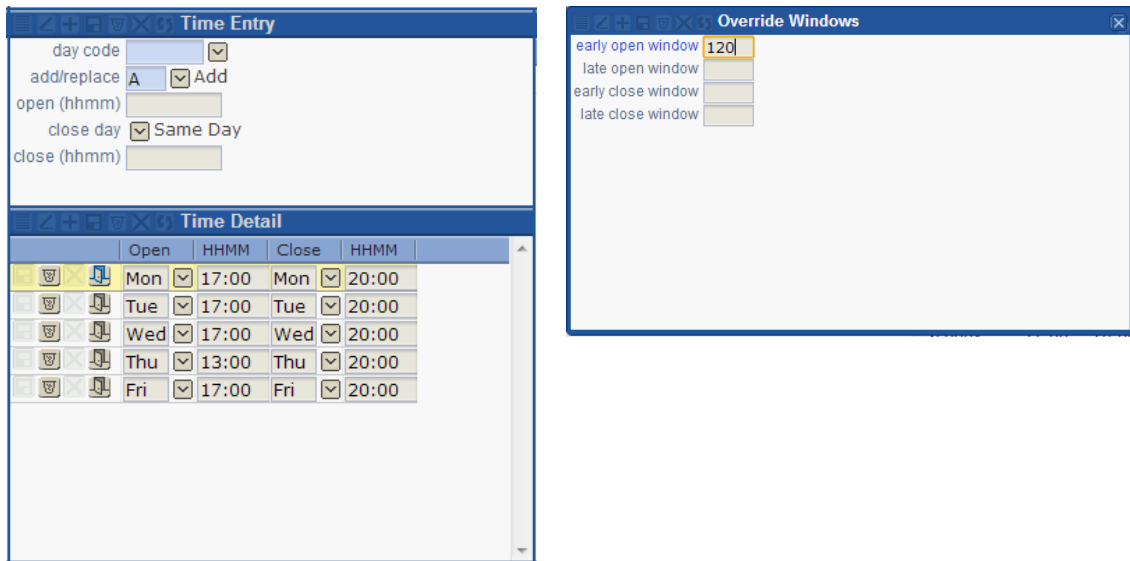 Time Entry
day code
add/replace A Add
open (hhmm)
close day Same Day
close (hhmm)
Time Detail
Open HHMM Close HHMM
Mon 17:00 Mon 20:00
Tue 17:00 Tue 20:00
Wed 17:00 Wed 20:00
Thu 13:00 Thu 20:00
Fri 17:00 Fri 20:00
Override Windows
early open window 120
late open window
early close window
late close window